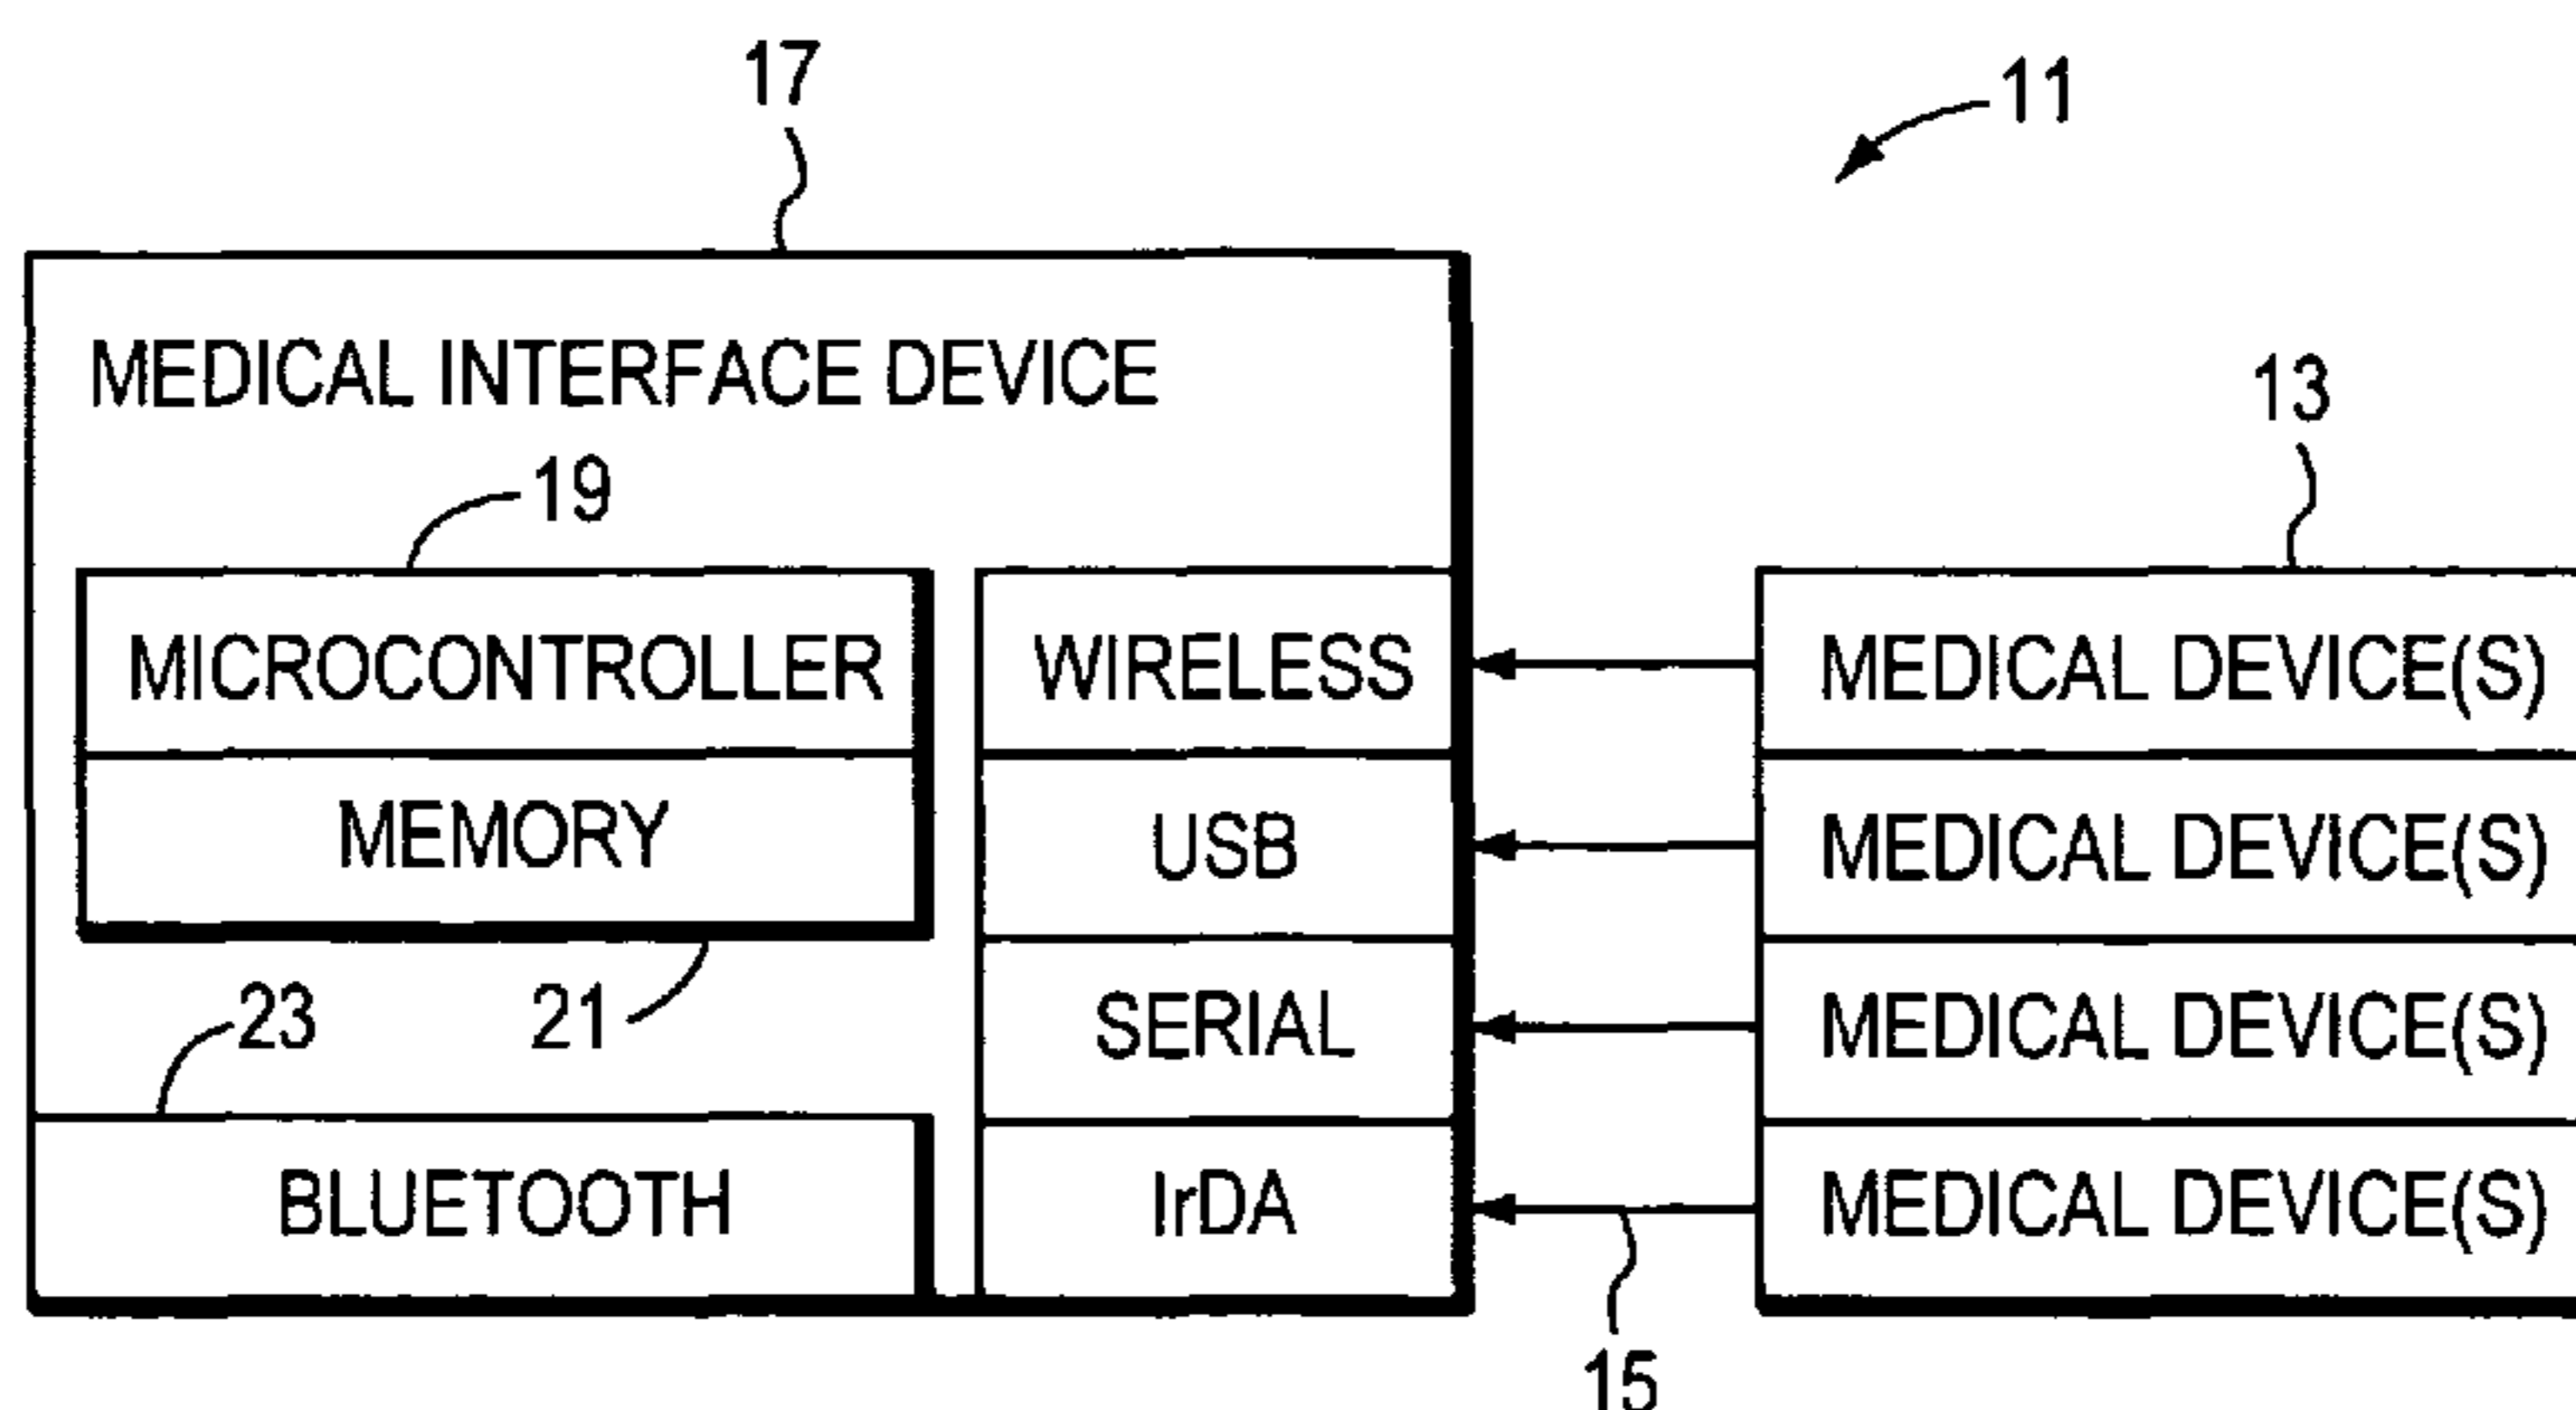 17
11
MEDICAL INTERFACE DEVICE
13
19
MICROCONTROLLER
WIRELESS
MEDICAL DEVICE(S)
MEMORY
USB
MEDICAL DEVICE(S)
23
21
SERIAL
MEDICAL DEVICE(S)
BLUETOOTH
IrDA
MEDICAL DEVICE(S)
15